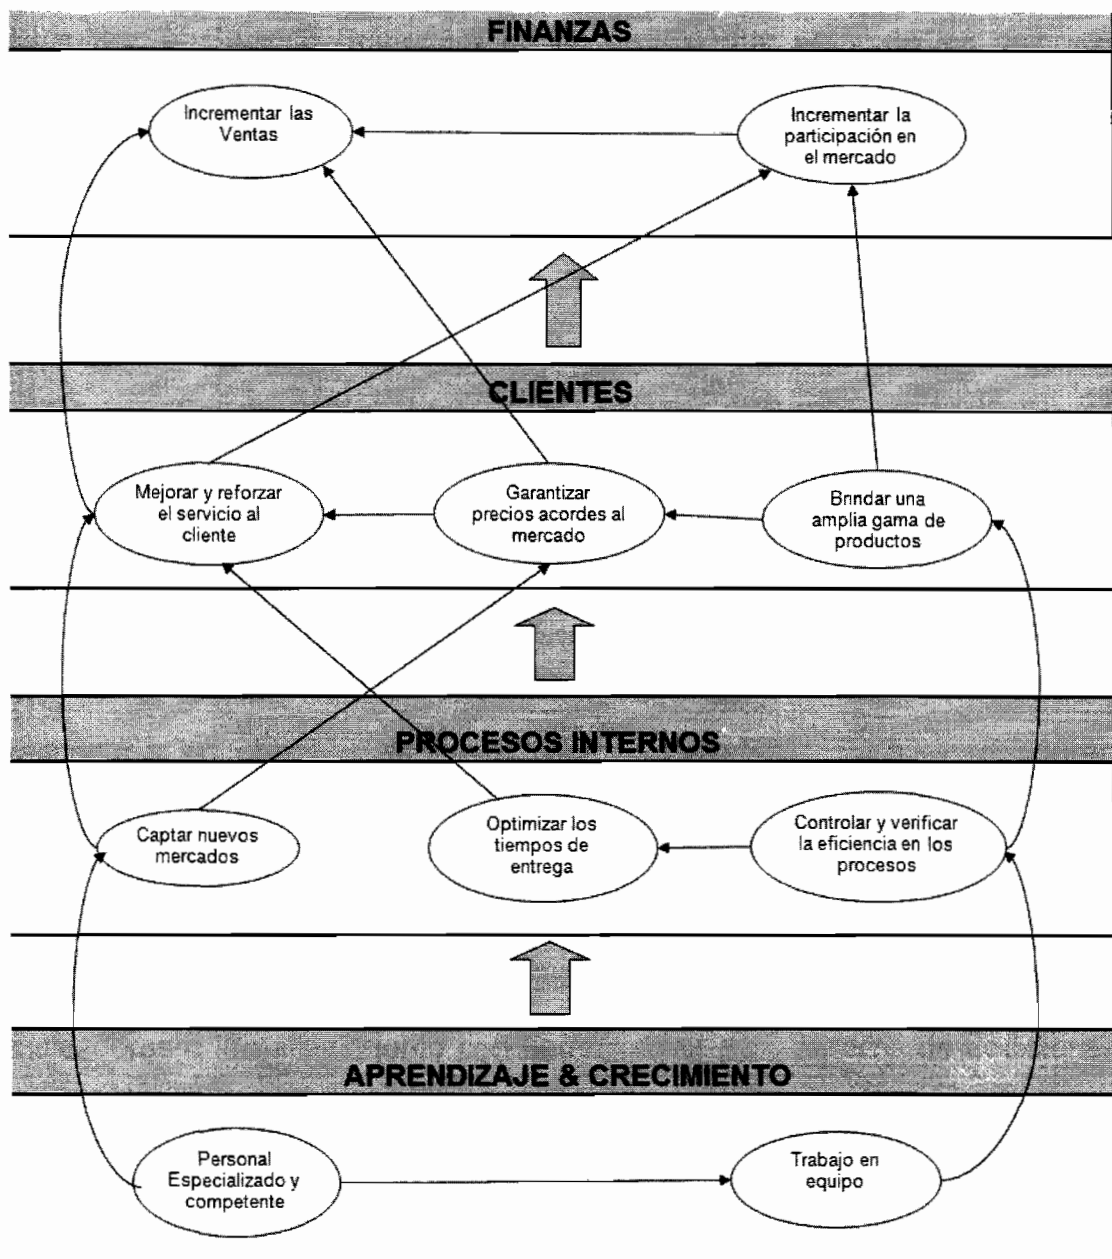 FINANZAS
Incrementar las
Ventas
Incrementar la
participación en
el mercado
CLIENTES
Mejorar y reforzar
el servicio al
cliente
Garantizar
precios acordes al
mercado
Brindar una
amplia gama de
productos
PROCESOS INTERNOS
Captar nuevos
mercados
Optimizar los
tiempos de
entrega
Controlar y verificar
la eficiencia en los
procesos
APRENDIZAJE & CRECIMIENTO
Personal
Especializado y
competente
Trabajo en
equipo